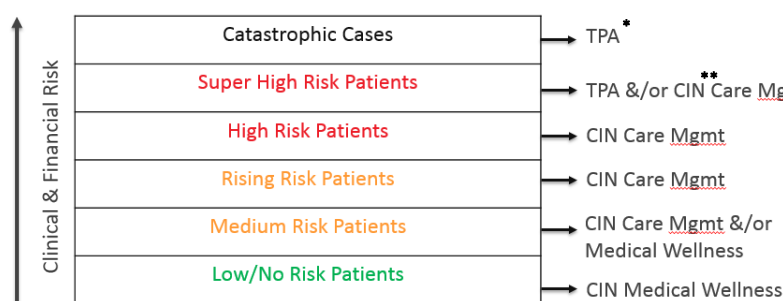 Catastrophic Cases
TPA*
Super High Risk Patients
TPA &/or CIN** Care Mg
High Risk Patients
CIN Care Mgmt
Rising Risk Patients
CIN Care Mgmt
Medium Risk Patients
CIN Care Mgmt &/or
Medical Wellness
Low/No Risk Patients
CIN Medical Wellness
Clinical & Financial Risk